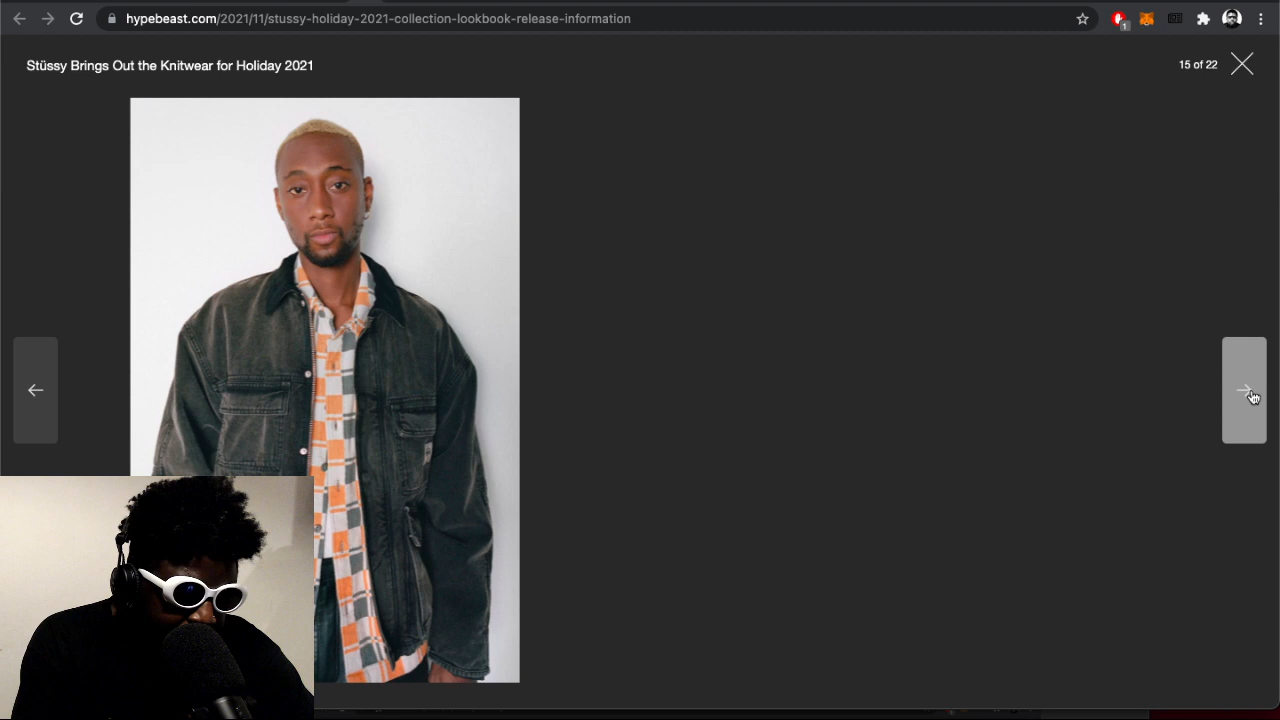 hypebeast.com/2021/11/stussy-holiday-2021-collection-lookbook-release-information
1
Stüssy Brings Out the Knitwear for Holiday 2021
15 of 22